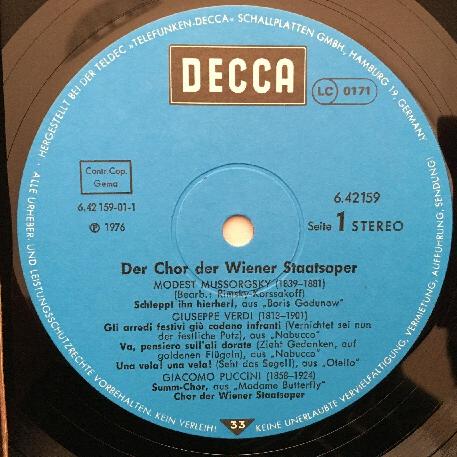 HERGESTELLT BEI DER TELDEC »TELEFUNKEN-DECCA« SCHALLPLATTEN GMBH, HAMBURG 19, GERMANY
DECCA
LC 0171
Contr. Cop.
Gema
6.42 159-01-1
℗ 1976
6.42159
Seite 1 STEREO
Der Chor der Wiener Staatsoper
MODEST MUSSORGSKY (1839-1881)
(Bearb.: Rimsky-Korssakoff)
Schleppt ihn hierher!, aus „Boris Godunow"
GIUSEPPE VERDI (1813-1901)
Gli arredi festivi giù cadano infranti (Vernichtet sei nun
der festliche Putz), aus „Nabucco"
Va, pensiero sull'ali dorate (Zieht Gedanken, auf
goldenen Flügeln), aus „Nabucco"
Una vela! una vela! (Seht das Segel!), aus „Otello"
GIACOMO PUCCINI (1858-1924)
Summ-Chor, aus „Madame Butterfly"
Chor der Wiener Staatsoper
33
ALLE URHEBER- UND LEISTUNGSSCHUTZRECHTE VORBEHALTEN. KEIN VERLEIH! KEINE UNERLAUBTE VERVIELFÄLTIGUNG, VERMIETUNG, AUFFÜHRUNG, SENDUNG!